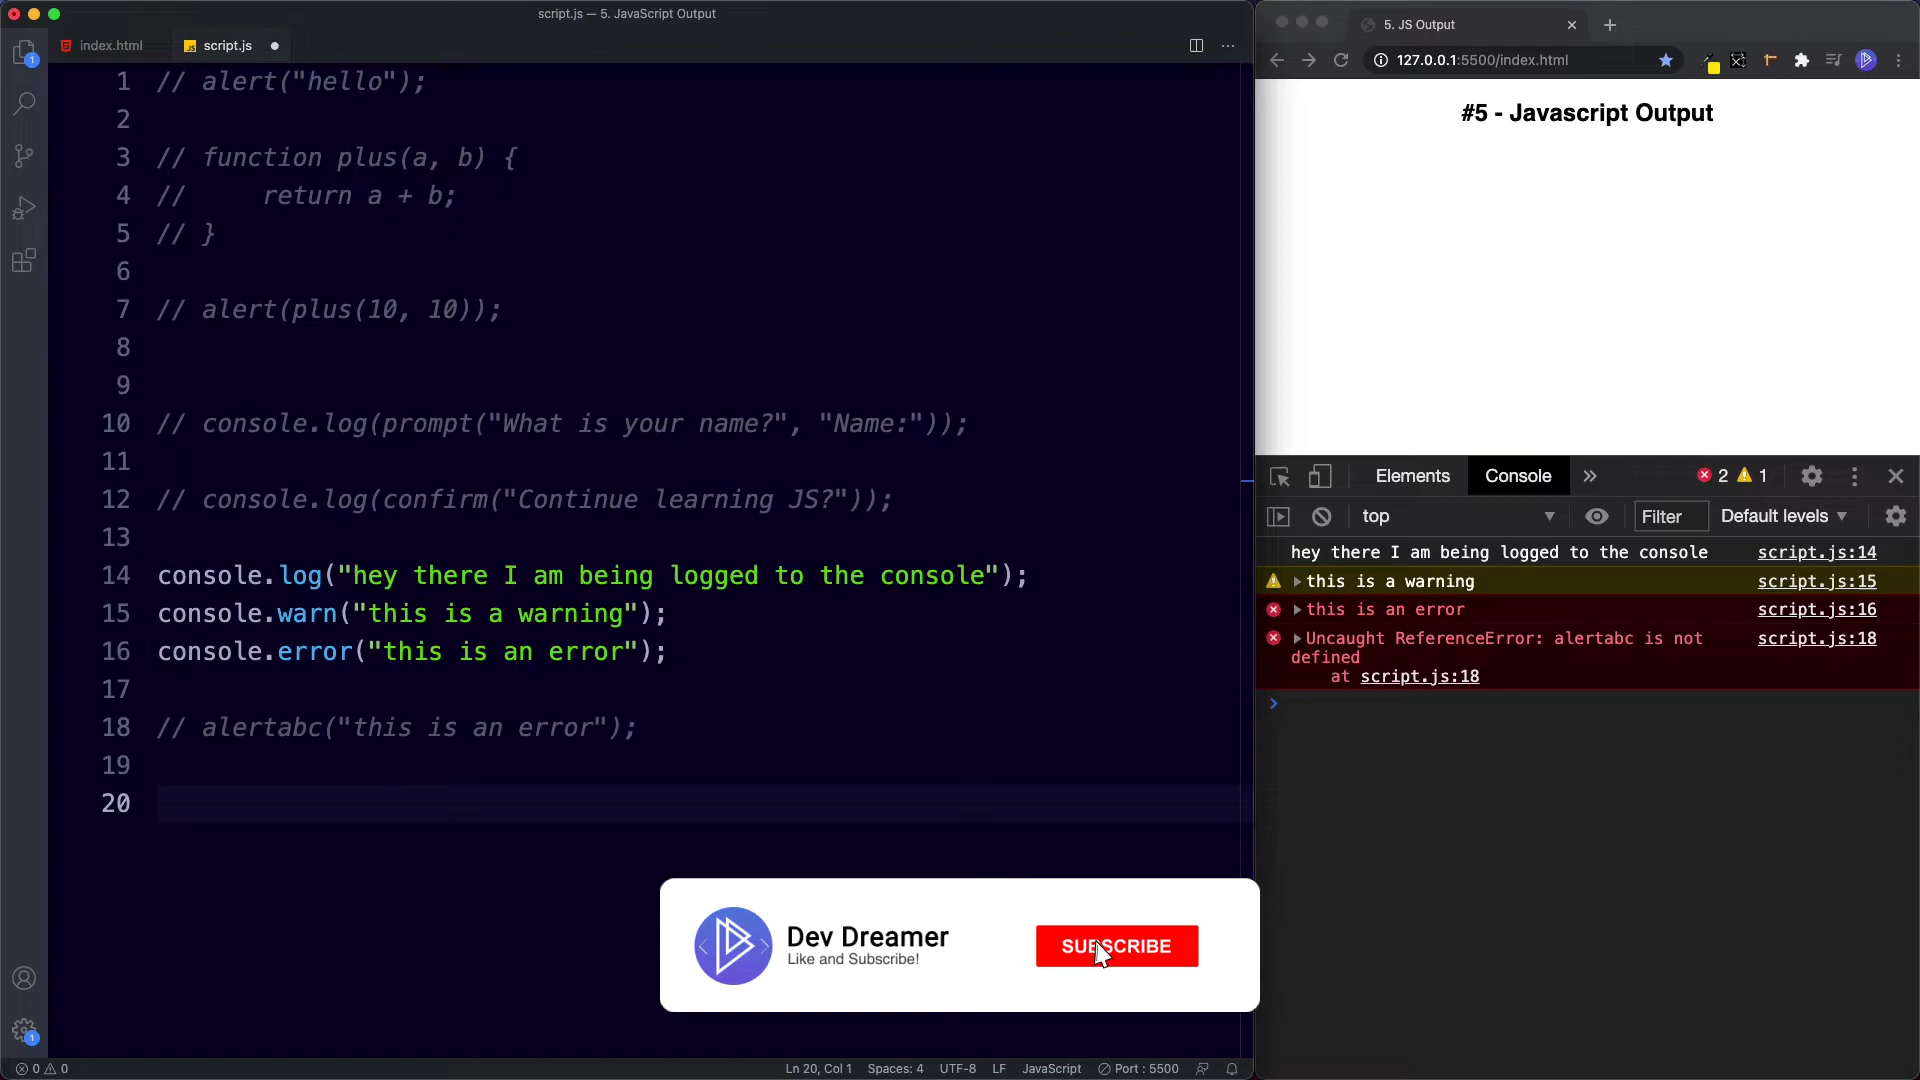 script.js — 5. JavaScript Output
index.html
script.js
1 // alert("hello");
2
3 // function plus(a, b) {
4 //     return a + b;
5 // }
6
7 // alert(plus(10, 10));
8
9
10 // console.log(prompt("What is your name?", "Name:"));
11
12 // console.log(confirm("Continue learning JS?"));
13
14 console.log("hey there I am being logged to the console");
15 console.warn("this is a warning");
16 console.error("this is an error");
17
18 // alertabc("this is an error");
19
20
1
1
0 0
Ln 20, Col 1 Spaces: 4 UTF-8 LF JavaScript Port : 5500
Dev Dreamer
Like and Subscribe!
SUBSCRIBE
5. JS Output
127.0.0.1:5500/index.html
#5 - Javascript Output
Elements Console » 2 1
top Filter Default levels
hey there I am being logged to the console script.js:14
this is a warning script.js:15
this is an error script.js:16
Uncaught ReferenceError: alertabc is not script.js:18
defined
at script.js:18